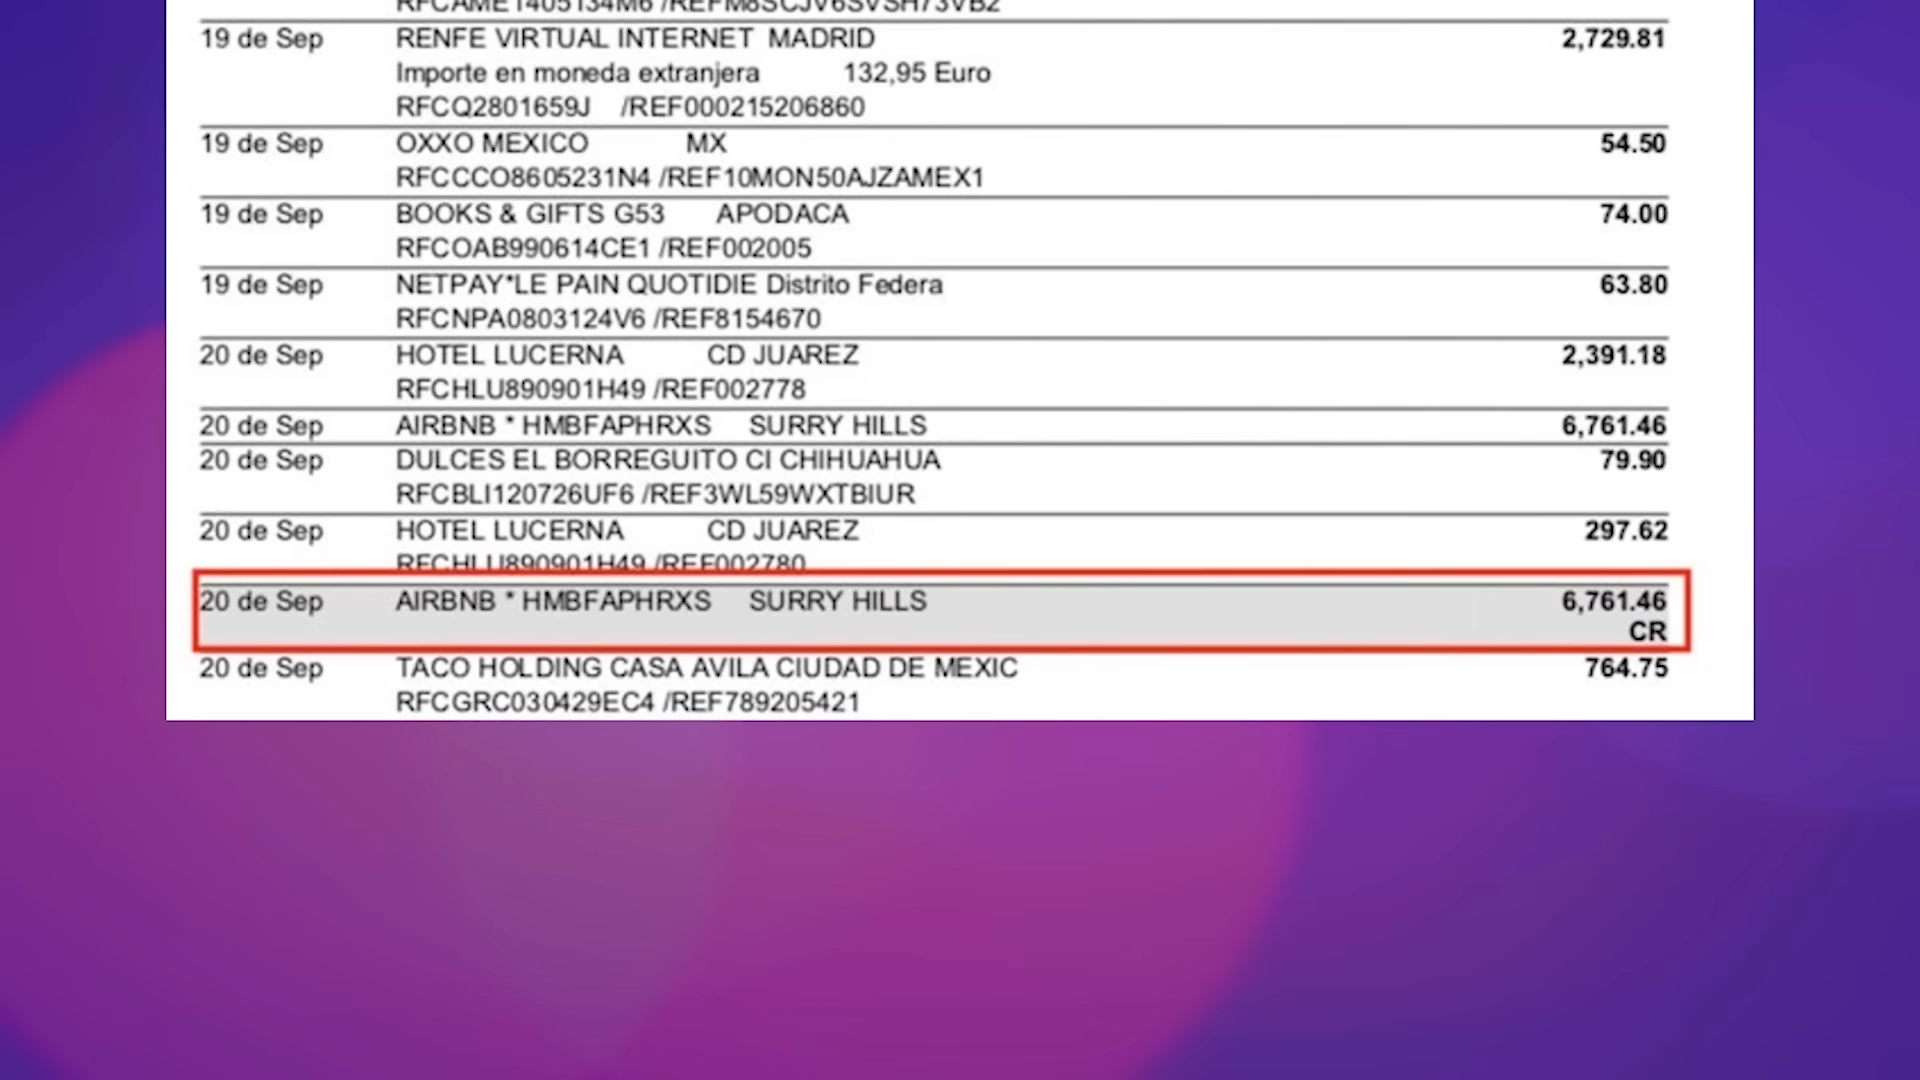 RFCAME1405134M6 /REFM8SCJV6SVSH73VB2
19 de Sep RENFE VIRTUAL INTERNET MADRID 2,729.81
Importe en moneda extranjera 132,95 Euro
RFCQ2801659J /REF000215206860
19 de Sep OXXO MEXICO MX 54.50
RFCCCO8605231N4 /REF10MON50AJZAMEX1
19 de Sep BOOKS & GIFTS G53 APODACA 74.00
RFCOAB990614CE1 /REF002005
19 de Sep NETPAY*LE PAIN QUOTIDIE Distrito Federa 63.80
RFCNPA0803124V6 /REF8154670
20 de Sep HOTEL LUCERNA CD JUAREZ 2,391.18
RFCHLU890901H49 /REF002778
20 de Sep AIRBNB * HMBFAPHRXS SURRY HILLS 6,761.46
20 de Sep DULCES EL BORREGUITO CI CHIHUAHUA 79.90
RFCBLI120726UF6 /REF3WL59WXTBIUR
20 de Sep HOTEL LUCERNA CD JUAREZ 297.62
RFCHLU890901H49 /REF002780
20 de Sep AIRBNB * HMBFAPHRXS SURRY HILLS 6,761.46
CR
20 de Sep TACO HOLDING CASA AVILA CIUDAD DE MEXIC 764.75
RFCGRC030429EC4 /REF789205421